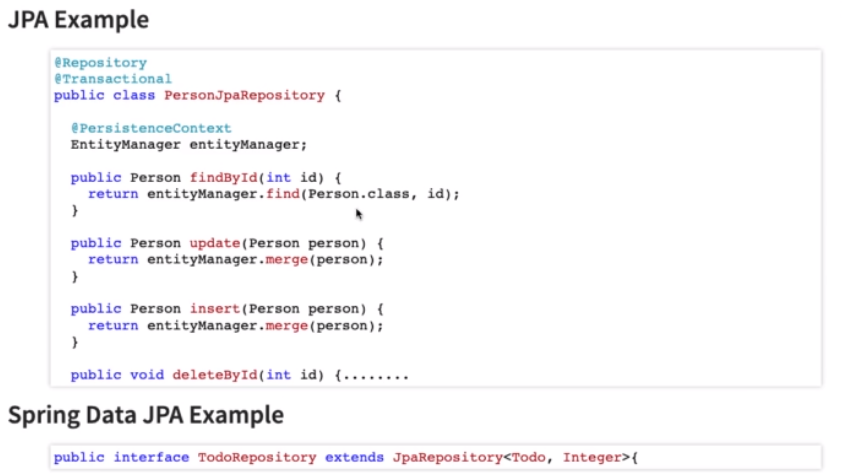 JPA Example
@Repository
@Transactional
public class PersonJpaRepository {
@PersistenceContext
EntityManager entityManager;
public Person findById(int id) {
return entityManager.find(Person.class, id);
}
public Person update(Person person) {
return entityManager.merge(person);
}
public Person insert(Person person) {
return entityManager.merge(person);
}
public void deleteById(int id) {........
Spring Data JPA Example
public interface TodoRepository extends JpaRepository<Todo, Integer>{